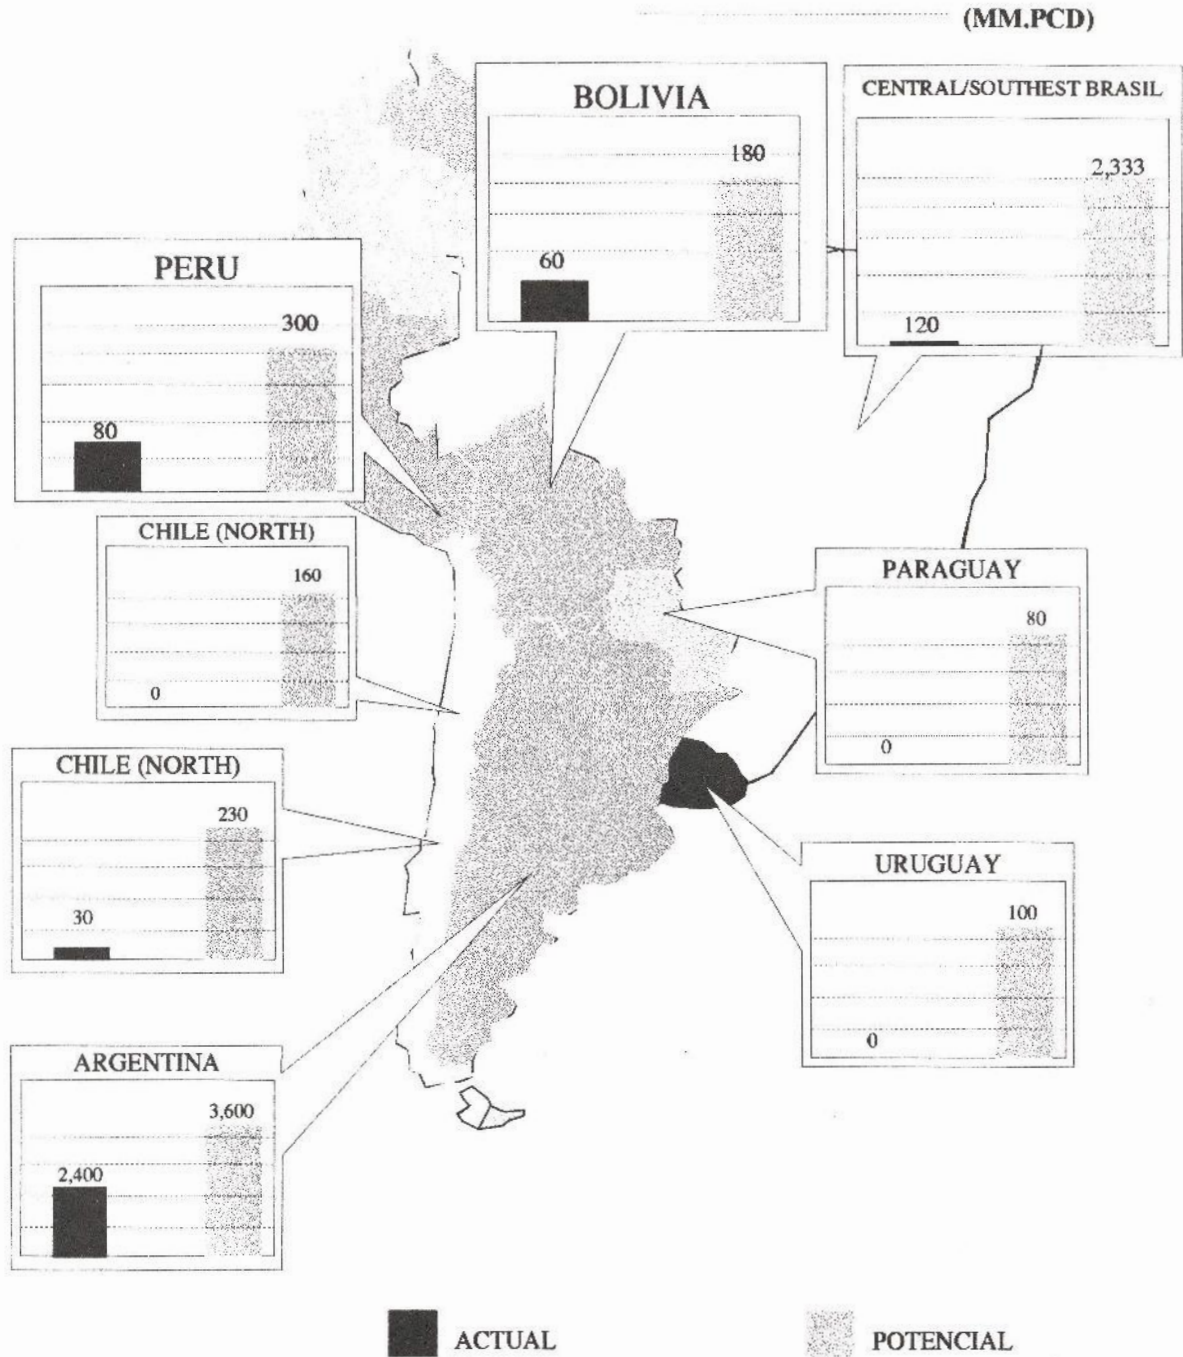 (MM.PCD)
BOLIVIA
180
60
CENTRAL/SOUTHEST BRASIL
2,333
120
PERU
300
80
CHILE (NORTH)
160
0
PARAGUAY
80
0
CHILE (NORTH)
230
30
URUGUAY
100
0
ARGENTINA
3,600
2,400
ACTUAL
POTENCIAL